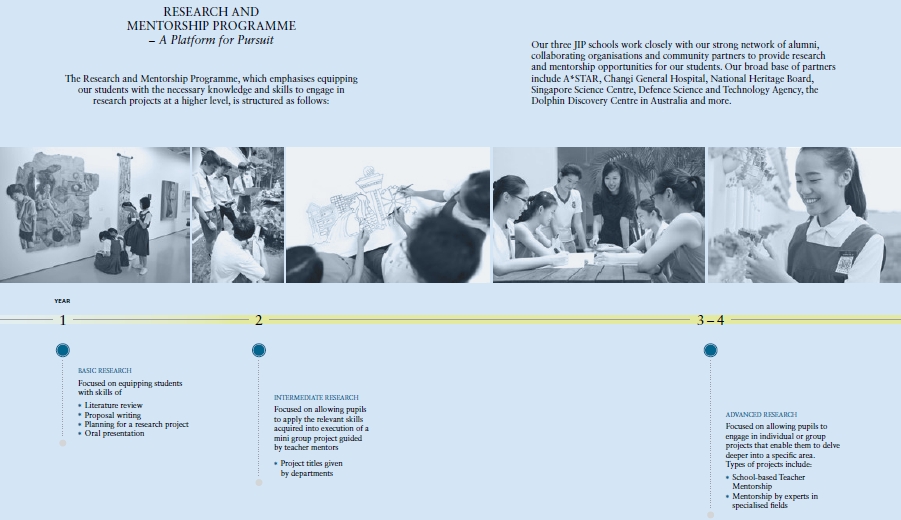 RESEARCH AND
MENTORSHIP PROGRAMME
– A Platform for Pursuit
The Research and Mentorship Programme, which emphasises equipping
our students with the necessary knowledge and skills to engage in
research projects at a higher level, is structured as follows:
Our three JIP schools work closely with our strong network of alumni,
collaborating organisations and community partners to provide research
and mentorship opportunities for our students. Our broad base of partners
include A*STAR, Changi General Hospital, National Heritage Board,
Singapore Science Centre, Defence Science and Technology Agency, the
Dolphin Discovery Centre in Australia and more.
YEAR
1
2
3 – 4
BASIC RESEARCH
Focused on equipping students
with skills of
• Literature review
• Proposal writing
• Planning for a research project
• Oral presentation
INTERMEDIATE RESEARCH
Focused on allowing pupils
to apply the relevant skills
acquired into execution of a
mini group project guided
by teacher mentors
• Project titles given
by departments
ADVANCED RESEARCH
Focused on allowing pupils to
engage in individual or group
projects that enable them to delve
deeper into a specific area.
Types of projects include:
• School-based Teacher
Mentorship
• Mentorship by experts in
specialised fields